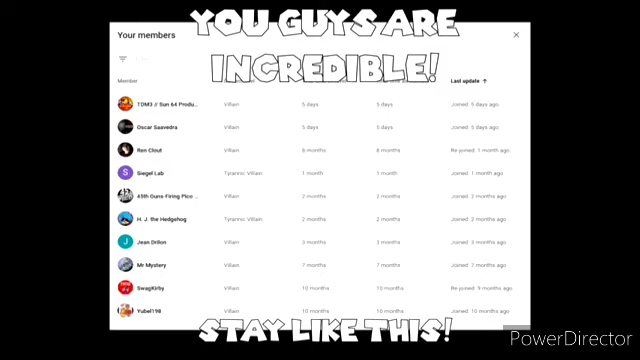 YOU GUYS ARE
INCREDIBLE!
Your members
Member
Last update ↑
TDM3 // Sun 64 Produ... Villain 5 days 5 days Joined: 5 days ago
Oscar Saavedra Villain 5 days 5 days Joined: 5 days ago
Ren Clout Villain 8 months 8 months Re-joined: 1 month ago
S Siegel Lab Tyrannic Villain 1 month 1 month Joined: 1 month ago
45th Guns-Firing Pico ... Villain 2 months 2 months Joined: 2 months ago
H. J. the Hedgehog Tyrannic Villain 2 months 2 months Joined: 2 months ago
J Jean Drilon Villain 3 months 3 months Joined: 3 months ago
Mr Mystery Villain 7 months 7 months Joined: 7 months ago
SwagKirby Villain 10 months 10 months Re-joined: 9 months ago
Yubel198 Villain 10 months 10 months Joined: 10 months ago
STAY LIKE THIS!
PowerDirector